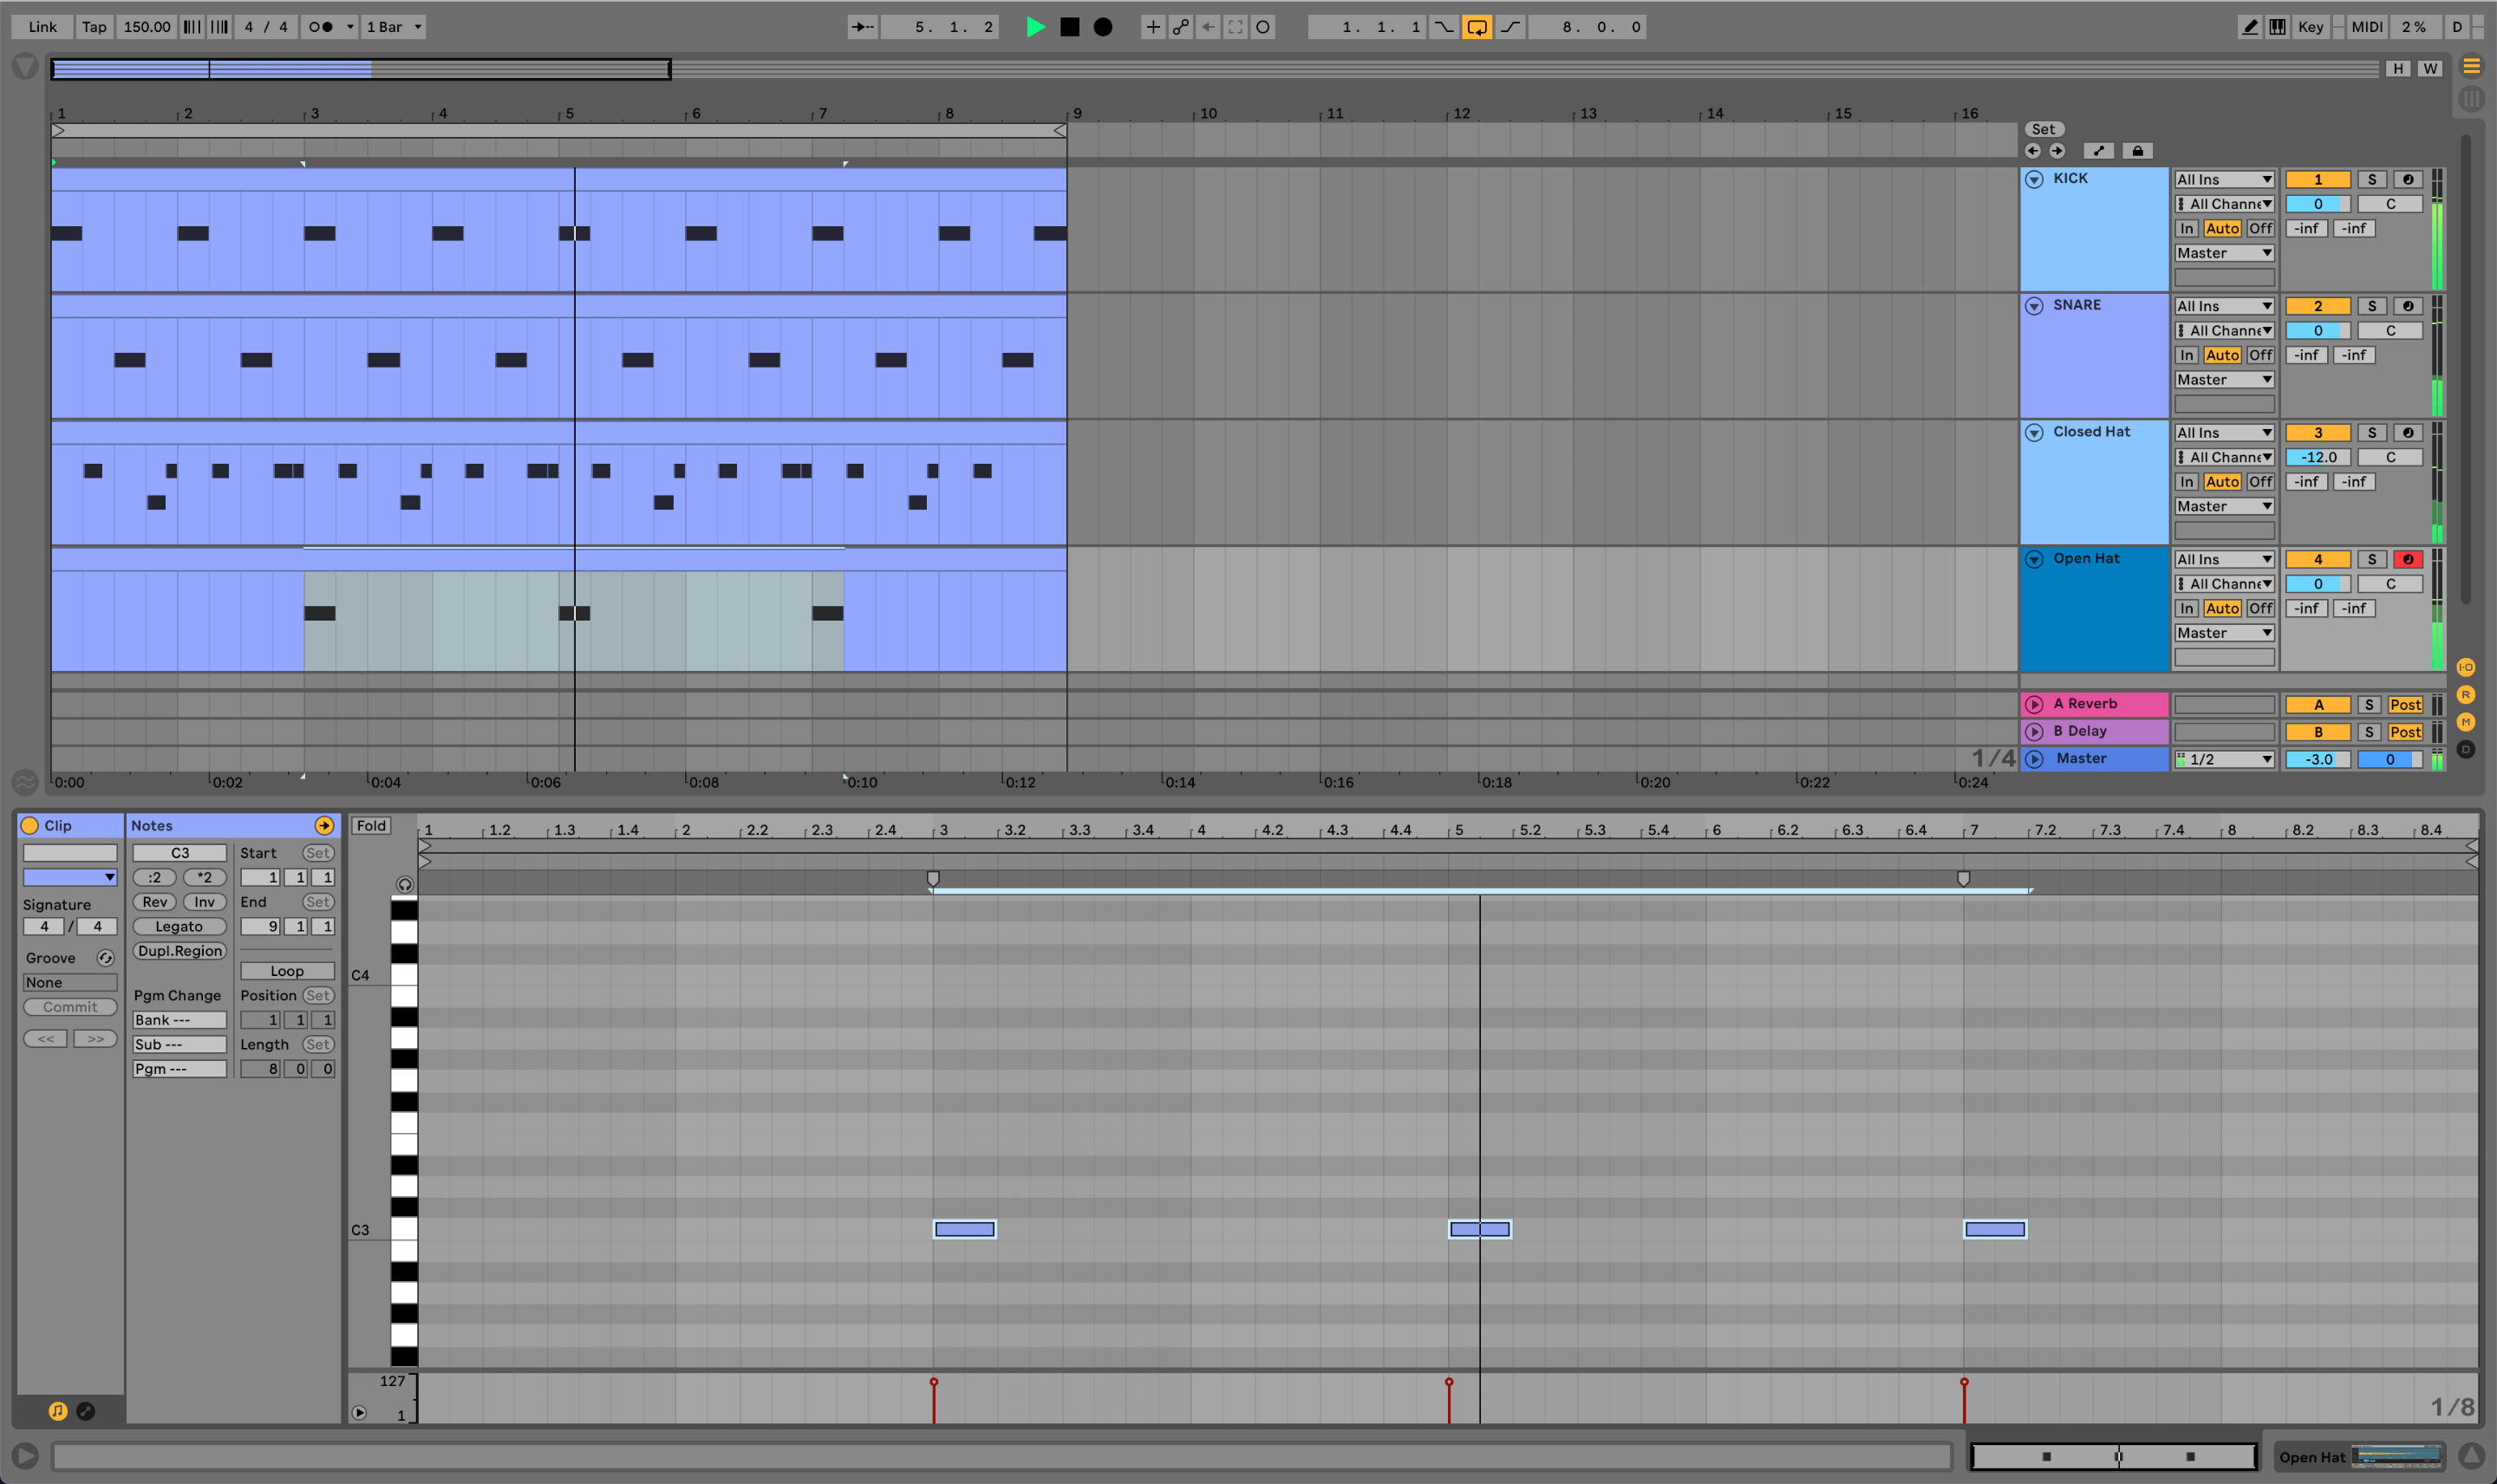 Link Tap 150.00 4 / 4 1 Bar 5. 1. 2 1. 1. 1 8. 0. 0 Key MIDI 2 % D
H W
1 2 3 4 5 6 7 8 9 10 11 12 13 14 15 16
Set
KICK All Ins 1 S
All Channe 0 C
In Auto Off -inf -inf
Master
SNARE All Ins 2 S
All Channe 0 C
In Auto Off -inf -inf
Master
Closed Hat All Ins 3 S
All Channe -12.0 C
In Auto Off -inf -inf
Master
Open Hat All Ins 4 S
All Channe 0 C
In Auto Off -inf -inf
Master
I·O
R
A Reverb A S Post
M
B Delay B S Post
D
1/4 Master 1/2 -3.0 0
0:00 0:02 0:04 0:06 0:08 0:10 0:12 0:14 0:16 0:18 0:20 0:22 0:24
Clip Notes Fold 1 1.2 1.3 1.4 2 2.2 2.3 2.4 3 3.2 3.3 3.4 4 4.2 4.3 4.4 5 5.2 5.3 5.4 6 6.2 6.3 6.4 7 7.2 7.3 7.4 8 8.2 8.3 8.4
C3 Start Set
:2 *2 1 1 1
Signature Rev Inv End Set
4 / 4 Legato 9 1 1
Groove Dupl.Region
None Loop
C4
Commit Pgm Change Position Set
Bank --- 1 1 1
<< >> Sub --- Length Set
Pgm --- 8 0 0
C3
127
1
1/8
Open Hat